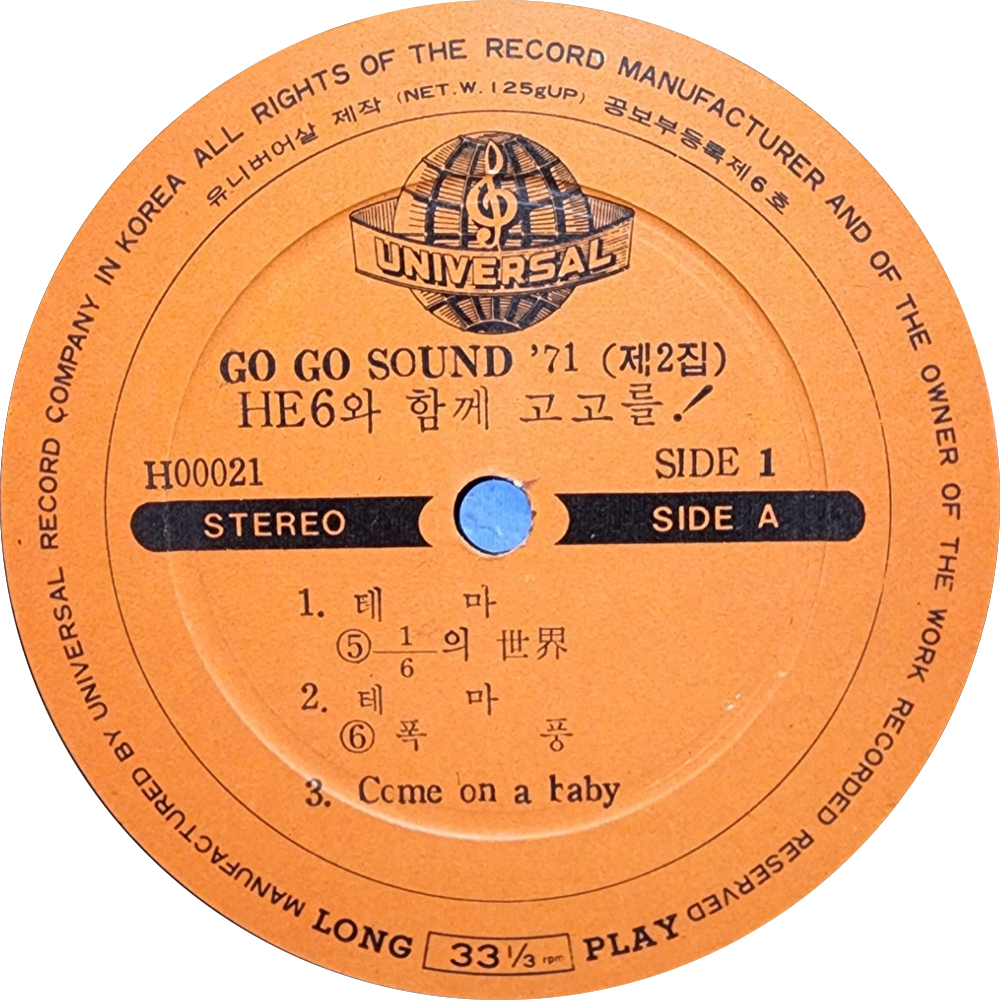 MANUFACTURED BY UNIVERSAL RECORD COMPANY IN KOREA ALL RIGHTS OF THE RECORD MANUFACTURER AND OF THE OWNER OF THE WORK RECORDED RESERVED
유니버어살 제작 (NET.W.125gUP) 공보부등록제6호
UNIVERSAL
GO GO SOUND '71 (제2집)
HE6와 함께 고고를!
H00021 SIDE 1
STEREO SIDE A
1. 테 마
⑤ 1/6의 世界
2. 테 마
⑥ 폭 풍
3. Come on a baby
LONG 33 1/3 rpm PLAY